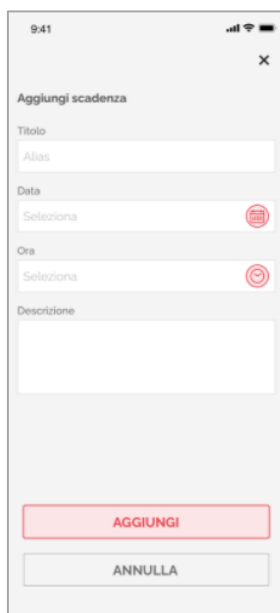 9:41
Aggiungi scadenza
Titolo
Alias
Data
Seleziona
Ora
Seleziona
Descrizione
AGGIUNGI
ANNULLA